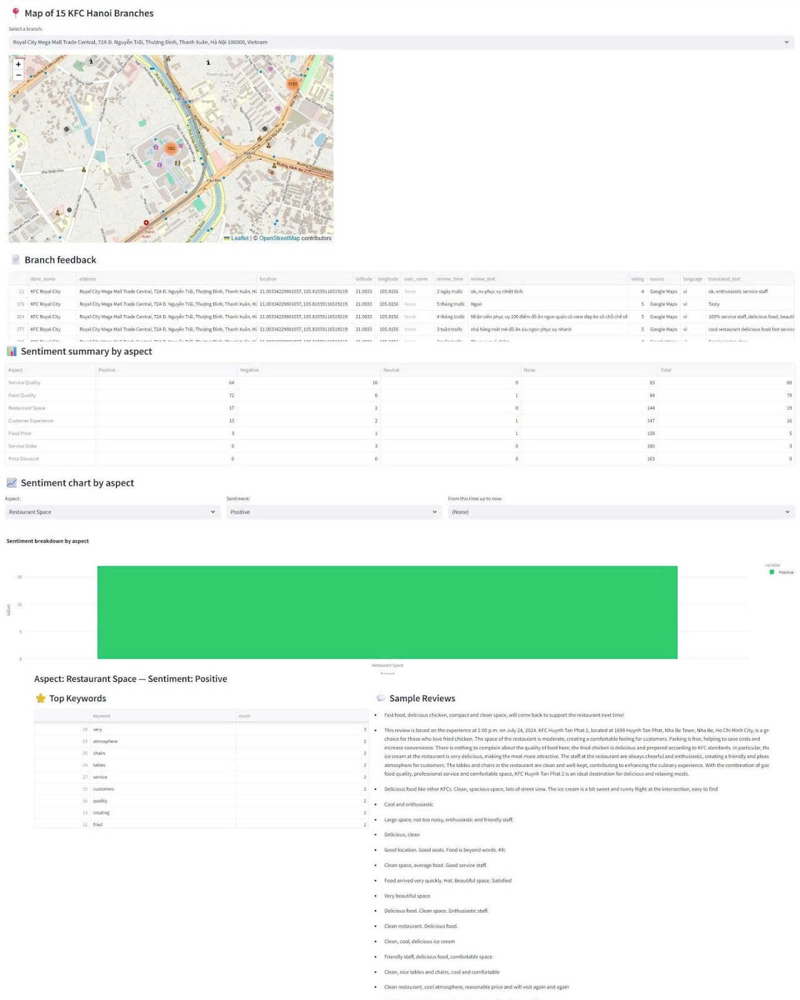 Map of 15 KFC Hanoi Branches
Select a branch:
Royal City Mega Mall Trade Central, 72A Đ. Nguyễn Trãi, Thượng Đình, Thanh Xuân, Hà Nội 100000, Vietnam
+
−
Thịnh Quang
1163
Láng
163
Ngã Tư Sở
Cầu Mới
Phố Nhân Hòa
Phố Quan Nhân
Đường Láng
Leaflet | © OpenStreetMap contributors
Branch feedback
store_name address location latitude longitude user_name review_time review_text rating source language translated_text
21 KFC Royal City Royal City Mega Mall Trade Central, 72A Đ. Nguyễn Trãi, Thượng Đình, Thanh Xuân, Hà 21.00334229801057, 105.81559116519219 21.0033 105.8156 None 2 ngày trước ok, nv phục vụ nhiệt tình 4 Google Maps vi ok, enthusiastic service staff
178 KFC Royal City Royal City Mega Mall Trade Central, 72A Đ. Nguyễn Trãi, Thượng Đình, Thanh Xuân, Hà 21.00334229801057, 105.81559116519219 21.0033 105.8156 None 5 tháng trước Ngon 5 Google Maps vi Tasty
264 KFC Royal City Royal City Mega Mall Trade Central, 72A Đ. Nguyễn Trãi, Thượng Đình, Thanh Xuân, Hà 21.00334229801057, 105.81559116519219 21.0033 105.8156 None 4 tháng trước Nhân viên phục vụ 100 điểm đồ ăn ngon quán có view đẹp ko có chỗ chê sẽ 5 Google Maps vi 100% service staff, delicious food, beauti
277 KFC Royal City Royal City Mega Mall Trade Central, 72A Đ. Nguyễn Trãi, Thượng Đình, Thanh Xuân, Hà 21.00334229801057, 105.81559116519219 21.0033 105.8156 None 3 tuần trước nhà hàng mát mẻ đồ ăn siu ngon phục vụ nhanh 5 Google Maps vi cool restaurant delicious food fast service
Sentiment summary by aspect
Aspect Positive Negative Neutral None Total
Service Quality 64 16 0 83 80
Food Quality 72 6 1 84 79
Restaurant Space 17 2 0 144 19
Customer Experience 13 2 1 147 16
Food Price 3 1 1 158 5
Service Order 0 3 0 160 3
Price Discount 0 0 0 163 0
Sentiment chart by aspect
Aspect: Sentiment: From this time up to now:
Restaurant Space Positive (None)
Sentiment breakdown by aspect
variable
Positive
15
10
5
0
value
Restaurant Space
Aspect
Aspect: Restaurant Space — Sentiment: Positive
Top Keywords
keyword count
19 very 3
23 atmosphere 2
25 chairs 2
24 tables 2
27 service 2
15 customers 2
16 quality 2
13 creating 2
12 fried 2
Sample Reviews
Fast food, delicious chicken, compact and clean space, will come back to support the restaurant next time!
This review is based on the experience at 1:00 p.m. on July 24, 2024. KFC Huynh Tan Phat 2, located at 1899 Huynh Tan Phat, Nha Be Town, Nha Be, Ho Chi Minh City, is a gr
choice for those who love fried chicken. The space of the restaurant is moderate, creating a comfortable feeling for customers. Parking is free, helping to save costs and
increase convenience. There is nothing to complain about the quality of food here; the fried chicken is delicious and prepared according to KFC standards. In particular, the
ice cream at the restaurant is very delicious, making the meal more attractive. The staff at the restaurant are always cheerful and enthusiastic, creating a friendly and pleas
atmosphere for customers. The tables and chairs in the restaurant are clean and well-kept, contributing to enhancing the culinary experience. With the combination of goo
food quality, professional service and comfortable space, KFC Huynh Tan Phat 2 is an ideal destination for delicious and relaxing meals.
Delicious food like other KFCs. Clean, spacious space, lots of street view. The ice cream is a bit sweet and runny Right at the intersection, easy to find
Cool and enthusiastic
Large space, not too noisy, enthusiastic and friendly staff.
Delicious, clean
Good location. Good seats. Food is beyond words. Kfc
Clean space, average food. Good service staff.
Food arrived very quickly. Hot. Beautiful space. Satisfied
Very beautiful space
Delicious food. Clean space. Enthusiastic staff.
Clean restaurant. Delicious food.
Clean, cool, delicious ice cream
Friendly staff, delicious food, comfortable space
Clean, nice tables and chairs, cool and comfortable
Clean restaurant, cool atmosphere, reasonable price and will visit again and again